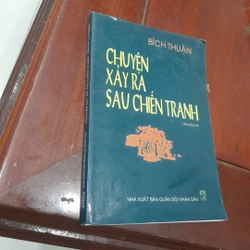 BÍCH THUẬN
CHUYỆN
XẢY RA
SAU CHIẾN TRANH
NHÀ XUẤT BẢN QUÂN ĐỘI NHÂN DÂN